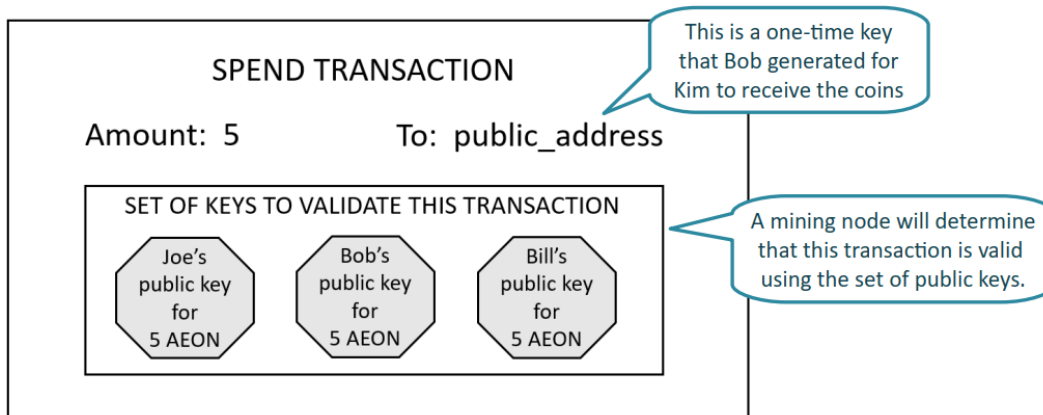 This is a one-time key
that Bob generated for
Kim to receive the coins
SPEND TRANSACTION
Amount: 5
To: public_address
SET OF KEYS TO VALIDATE THIS TRANSACTION
Joe's
public key
for
5 AEON
Bob's
public key
for
5 AEON
Bill's
public key
for
5 AEON
A mining node will determine
that this transaction is valid
using the set of public keys.